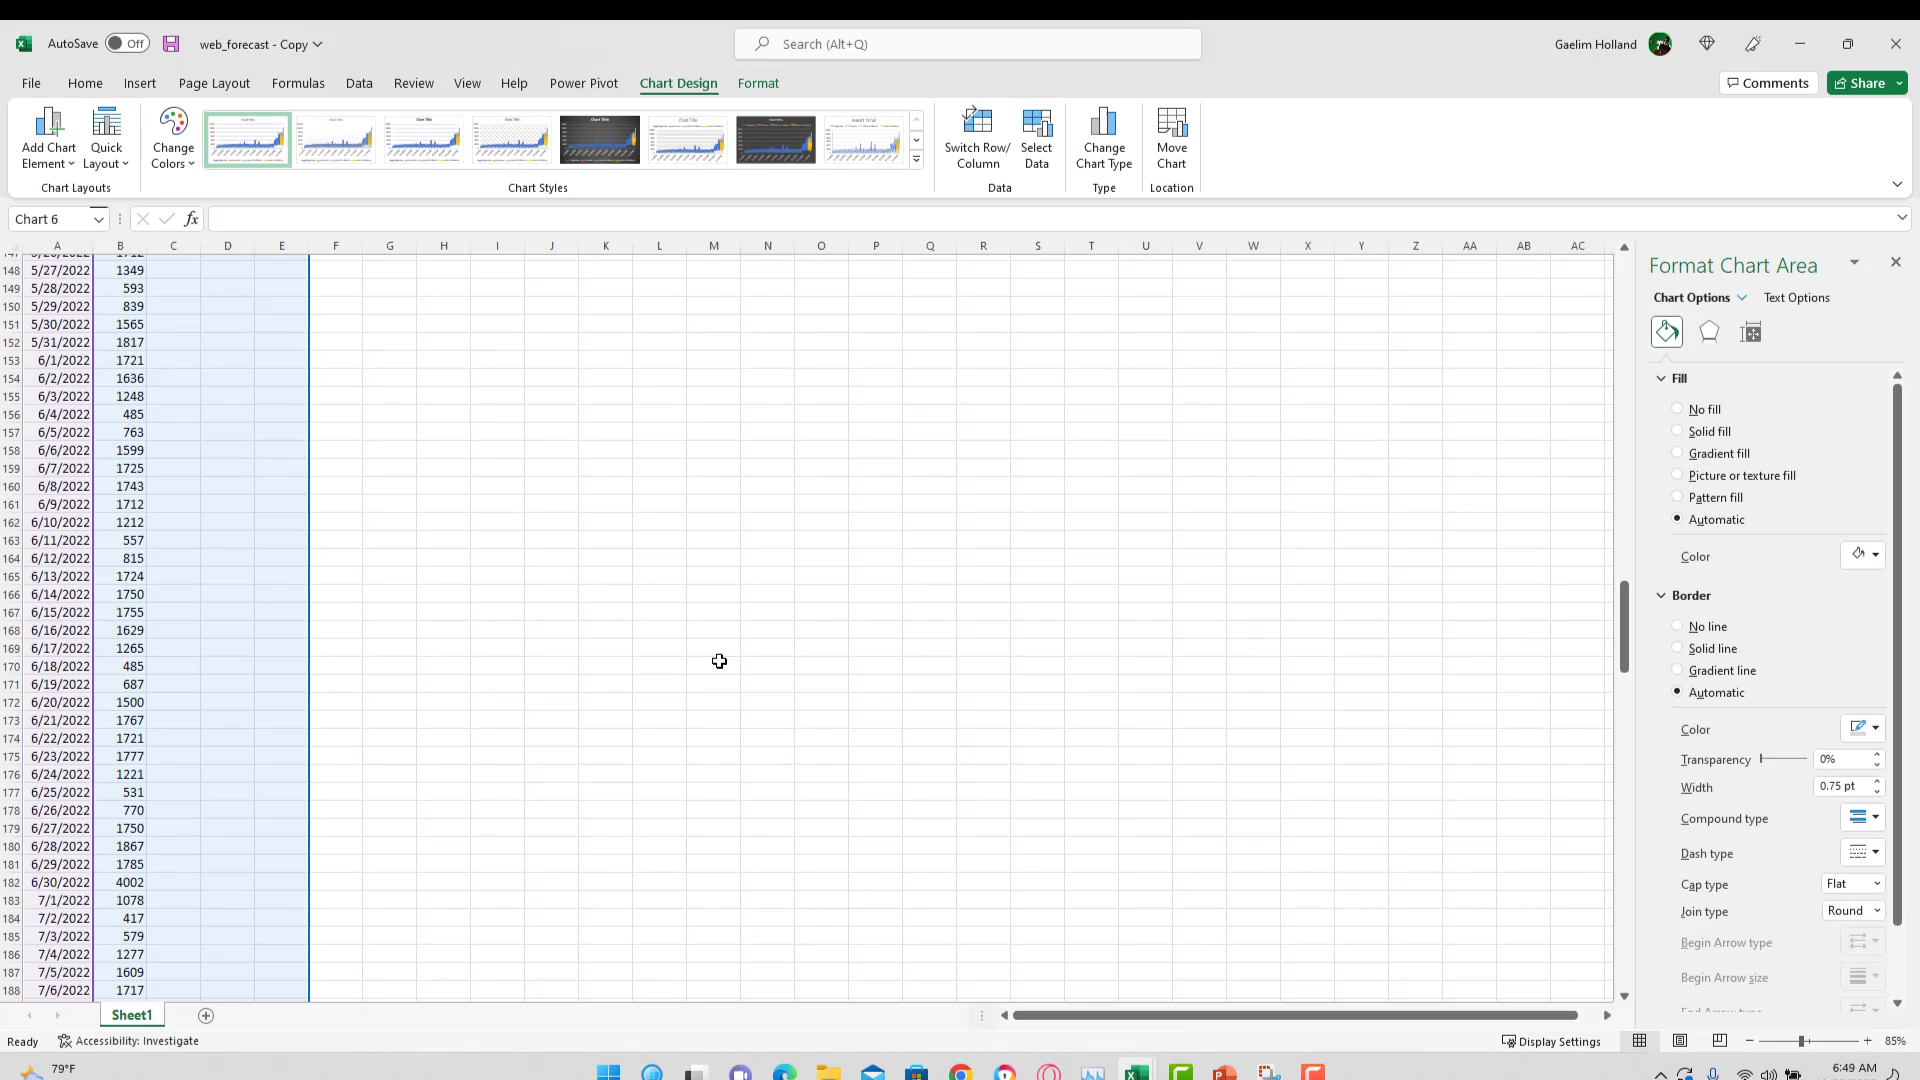 AutoSave Off web_forecast - Copy Search (Alt+Q) Gaelim Holland
File Home Insert Page Layout Formulas Data Review View Help Power Pivot Chart Design Format Comments Share
Add Chart Element Quick Layout Change Colors Switch Row/ Column Select Data Change Chart Type Move Chart
Chart Layouts Chart Styles Data Type Location
Chart 6 fx
A B C D E F G H I J K L M N O P Q R S T U V W X Y Z AA AB AC
148 5/27/2022 1349
149 5/28/2022 593
150 5/29/2022 839
151 5/30/2022 1565
152 5/31/2022 1817
153 6/1/2022 1721
154 6/2/2022 1636
155 6/3/2022 1248
156 6/4/2022 485
157 6/5/2022 763
158 6/6/2022 1599
159 6/7/2022 1725
160 6/8/2022 1743
161 6/9/2022 1712
162 6/10/2022 1212
163 6/11/2022 557
164 6/12/2022 815
165 6/13/2022 1724
166 6/14/2022 1750
167 6/15/2022 1755
168 6/16/2022 1629
169 6/17/2022 1265
170 6/18/2022 485
171 6/19/2022 687
172 6/20/2022 1500
173 6/21/2022 1767
174 6/22/2022 1721
175 6/23/2022 1777
176 6/24/2022 1221
177 6/25/2022 531
178 6/26/2022 770
179 6/27/2022 1750
180 6/28/2022 1867
181 6/29/2022 1785
182 6/30/2022 4002
183 7/1/2022 1078
184 7/2/2022 417
185 7/3/2022 579
186 7/4/2022 1277
187 7/5/2022 1609
188 7/6/2022 1717
Format Chart Area
Chart Options Text Options
Fill
No fill
Solid fill
Gradient fill
Picture or texture fill
Pattern fill
Automatic
Color
Border
No line
Solid line
Gradient line
Automatic
Color
Transparency 0%
Width 0.75 pt
Compound type
Dash type
Cap type Flat
Join type Round
Begin Arrow type
Begin Arrow size
Sheet1
Ready Accessibility: Investigate Display Settings 85%
79°F 6:49 AM